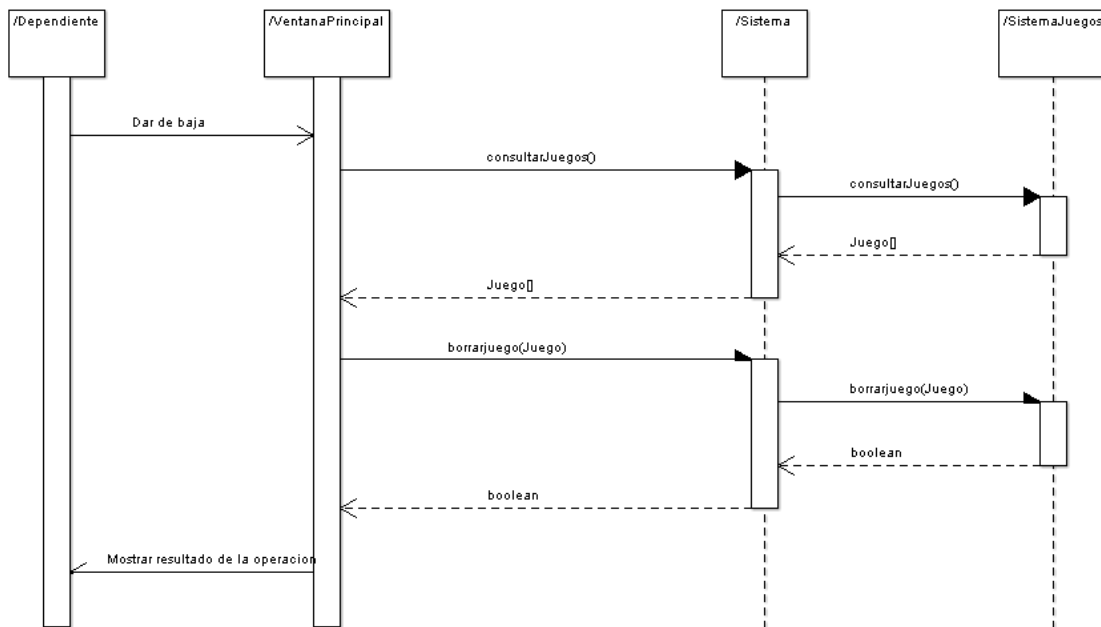 /Dependiente
/VentanaPrincipal
/Sistema
/SistemaJuegos
Dar de baja
consultarJuegos()
consultarJuegos()
Juego[]
Juego[]
borrarjuego(Juego)
borrarjuego(Juego)
boolean
boolean
Mostrar resultado de la operacion